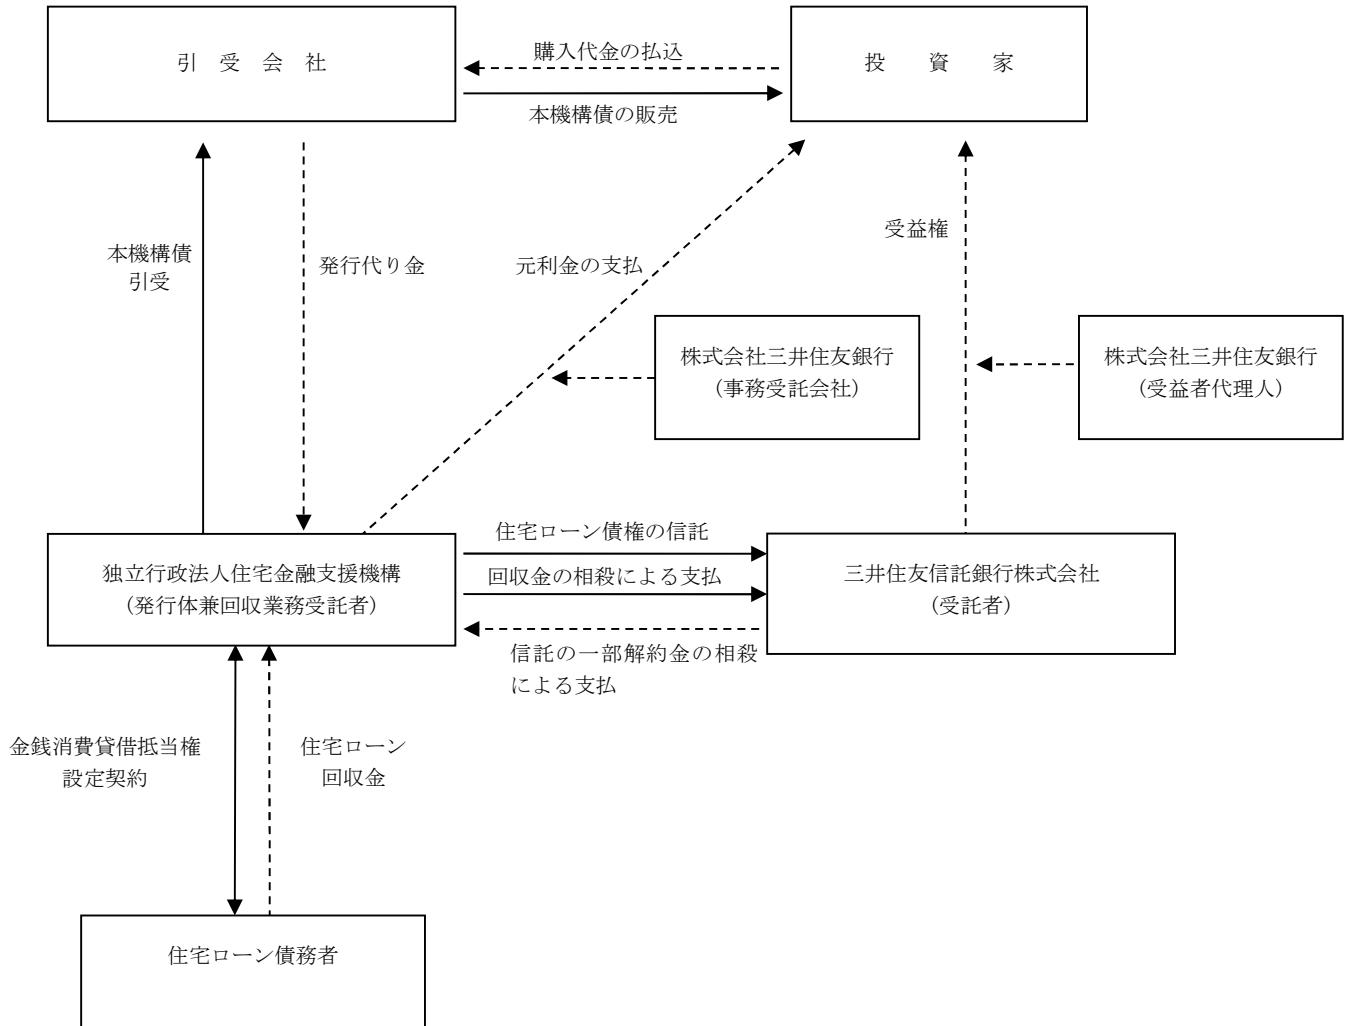 引 受 会 社
購入代金の払込
投 資 家
本機構債の販売
本機構債
引受
発行代り金
元利金の支払
受益権
株式会社三井住友銀行
（事務受託会社）
株式会社三井住友銀行
（受益者代理人）
独立行政法人住宅金融支援機構
（発行体兼回収業務受託者）
住宅ローン債権の信託
回収金の相殺による支払
信託の一部解約金の相殺
による支払
三井住友信託銀行株式会社
（受託者）
金銭消費貸借抵当権
設定契約
住宅ローン
回収金
住宅ローン債務者